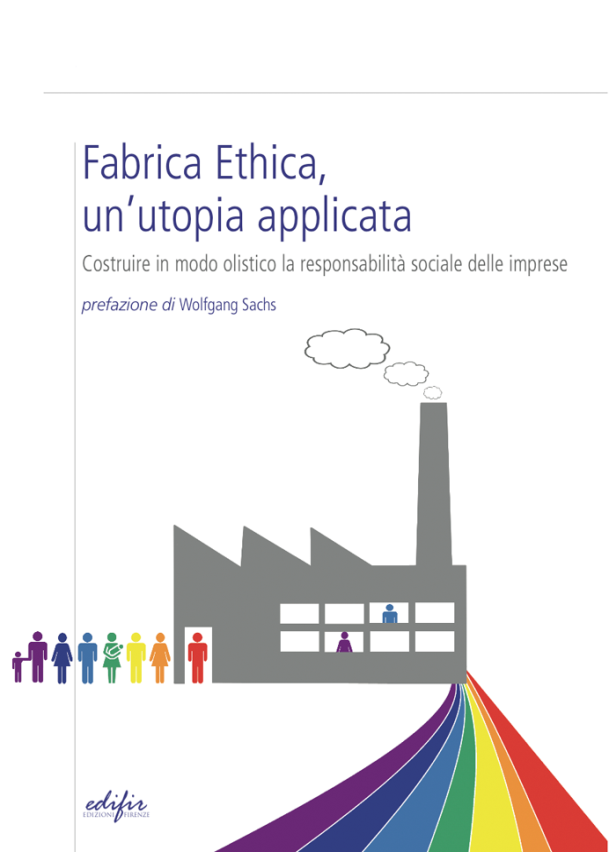 Fabrica Ethica,
un'utopia applicata
Costruire in modo olistico la responsabilità sociale delle imprese
prefazione di Wolfgang Sachs
edifir
EDIZIONI FIRENZE